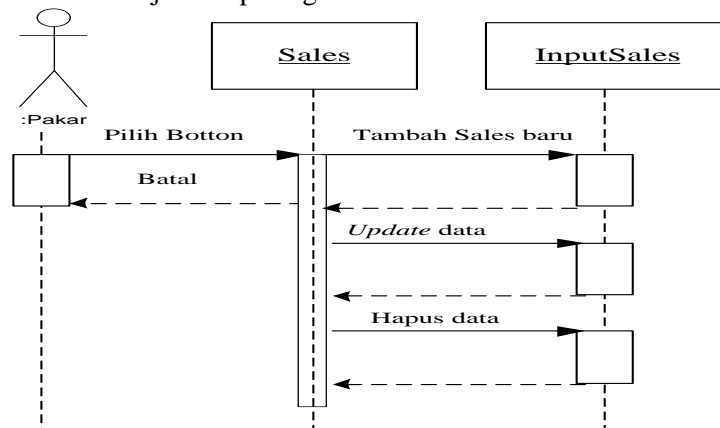 Sales
InputSales
:Pakar
Pilih Botton
Tambah Sales baru
Batal
Update data
Hapus data